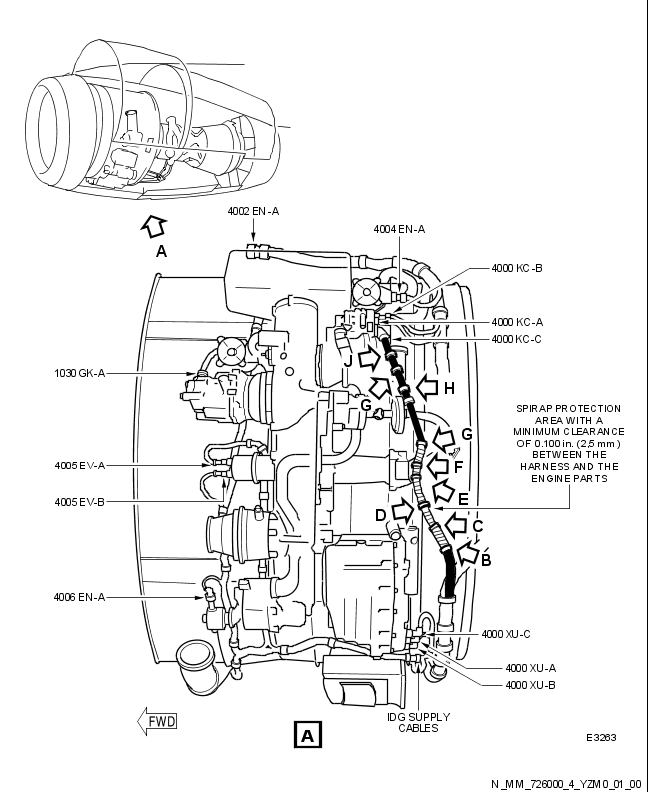 A
4002 EN-A
4004 EN-A
4000 KC-B
4000 KC-A
4000 KC-C
J
1030 GK-A
H
G
SPIRAP PROTECTION
AREA WITH A
MINIMUM CLEARANCE
OF 0.100 in. (2,5 mm)
BETWEEN THE
HARNESS AND THE
ENGINE PARTS
G
F
4005 EV-A
E
4005 EV-B
D
C
B
4006 EN-A
4000 XU-C
4000 XU-A
4000 XU-B
FWD
A
IDG SUPPLY
CABLES
E3263
N_MM_726000_4_YZM0_01_00